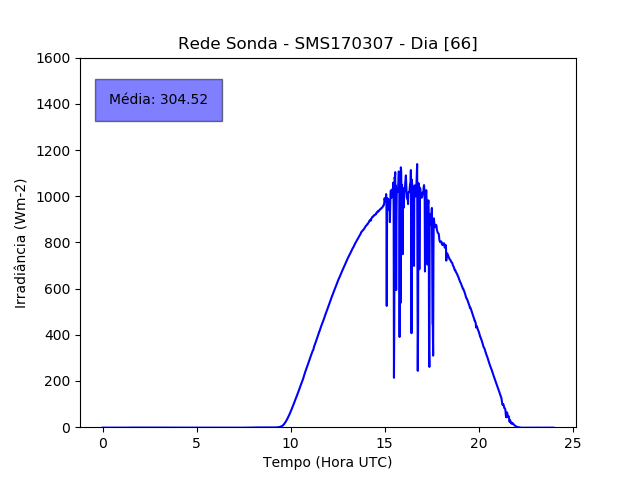 Rede Sonda - SMS170307 - Dia [66]
1600
1400
1200
1000
800
600
400
200
0
Média: 304.52
Irradiância (Wm-2)
0 5 10 15 20 25
Tempo (Hora UTC)